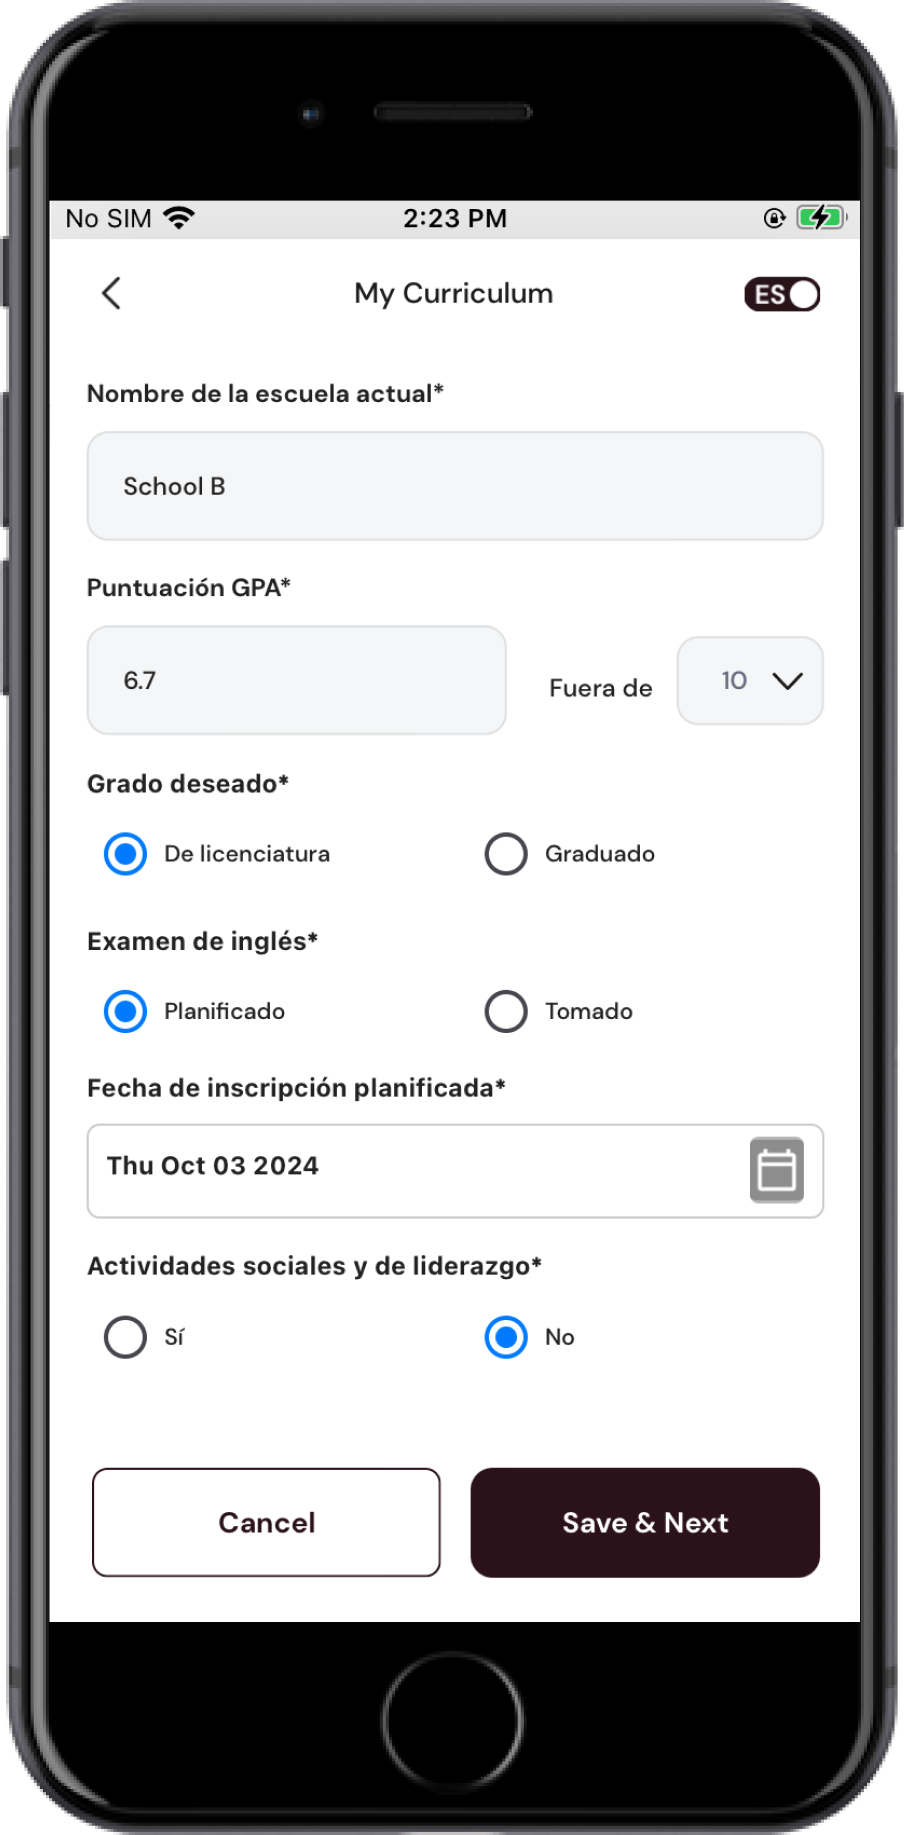 No SIM 2:23 PM
My Curriculum ES
Nombre de la escuela actual*
School B
Puntuación GPA*
6.7 Fuera de 10
Grado deseado*
De licenciatura Graduado
Examen de inglés*
Planificado Tomado
Fecha de inscripción planificada*
Thu Oct 03 2024
Actividades sociales y de liderazgo*
Sí No
Cancel Save & Next